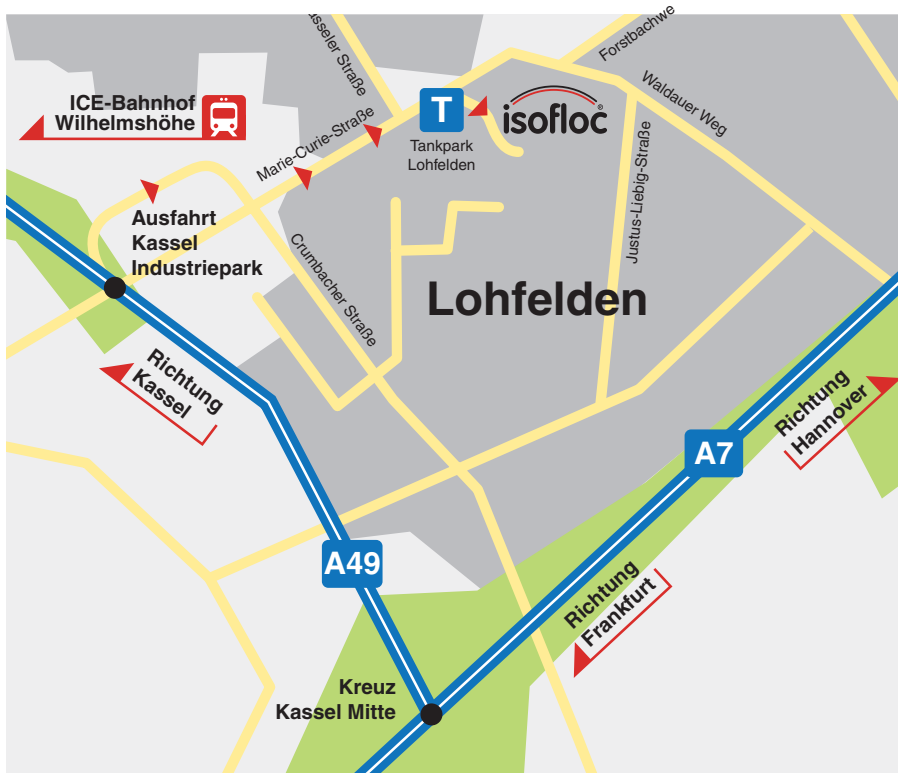 asseler Straße
Forstbachwe
Waldauer Weg
ICE-Bahnhof
Wilhelmshöhe
Marie-Curie-Straße
T
Tankpark
Lohfelden
isofloc®
Justus-Liebig-Straße
Ausfahrt
Kassel
Industriepark
Crumbacher Straße
Lohfelden
Richtung
Kassel
Richtung
Hannover
A7
A49
Richtung
Frankfurt
Kreuz
Kassel Mitte